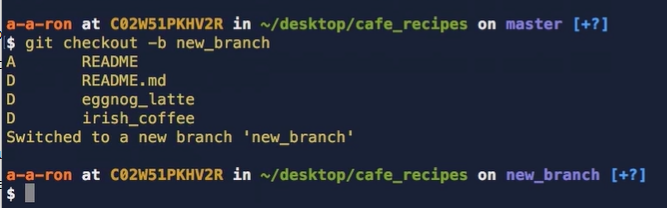 a-a-ron at C02W51PKHV2R in ~/desktop/cafe_recipes on master [+?]
$ git checkout -b new_branch
A README
D README.md
D eggnog_latte
D irish_coffee
Switched to a new branch 'new_branch'
a-a-ron at C02W51PKHV2R in ~/desktop/cafe_recipes on new_branch [+?]
$